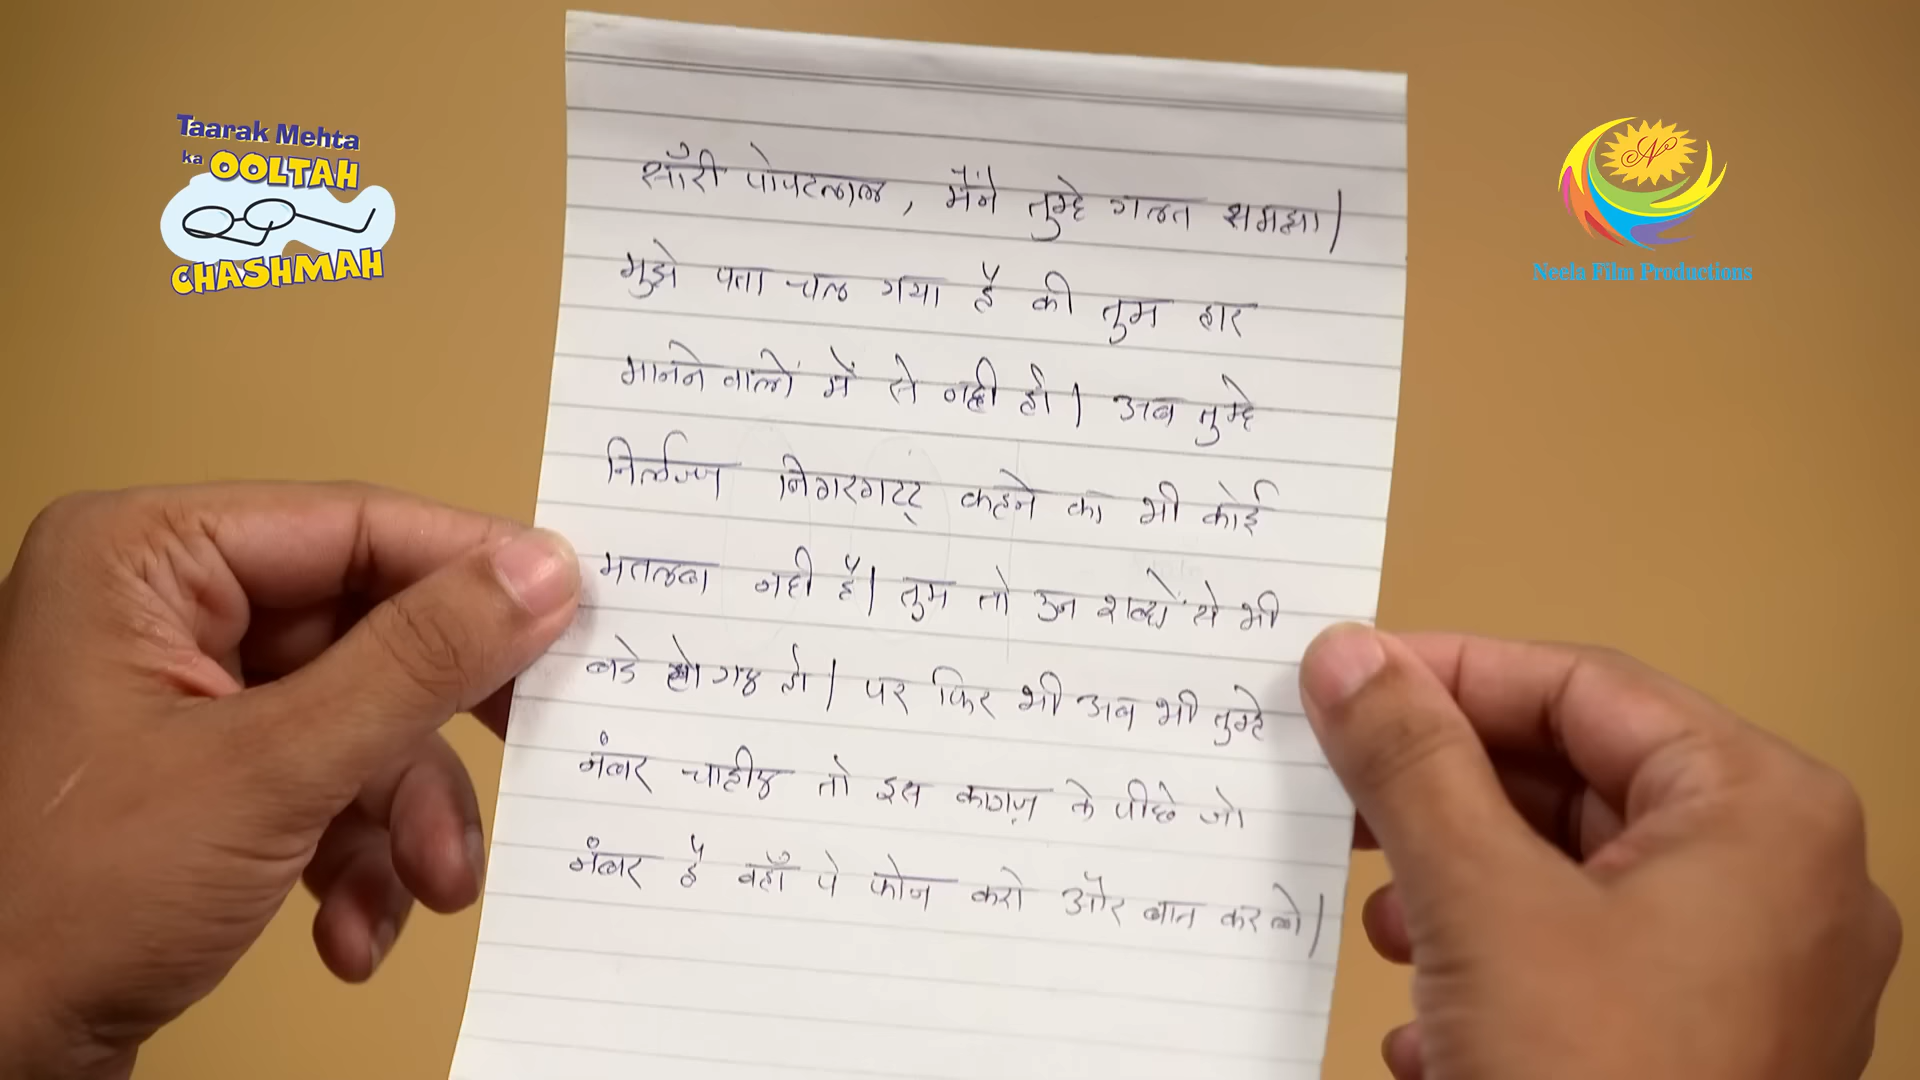 Taarak Mehta
ka OOLTAH
CHASHMAH
Neela Film Productions
सॉरी पोपटलाल, मैंने तुम्हे गलत समझा।
मुझे पता चल गया है की तुम हार
मानने वालों में से नही हो। अब तुम्हे
निर्लज्ज निगरगटट् कहने का भी कोई
मतलब नही है। तुम तो उन शब्दों से भी
बडे हो गए हो। पर फिर भी अब भी तुम्हे
नंबर चाहीए तो इस कागज़ के पीछे जो
नंबर है वहाँ पे फोन करो और बात कर लो।